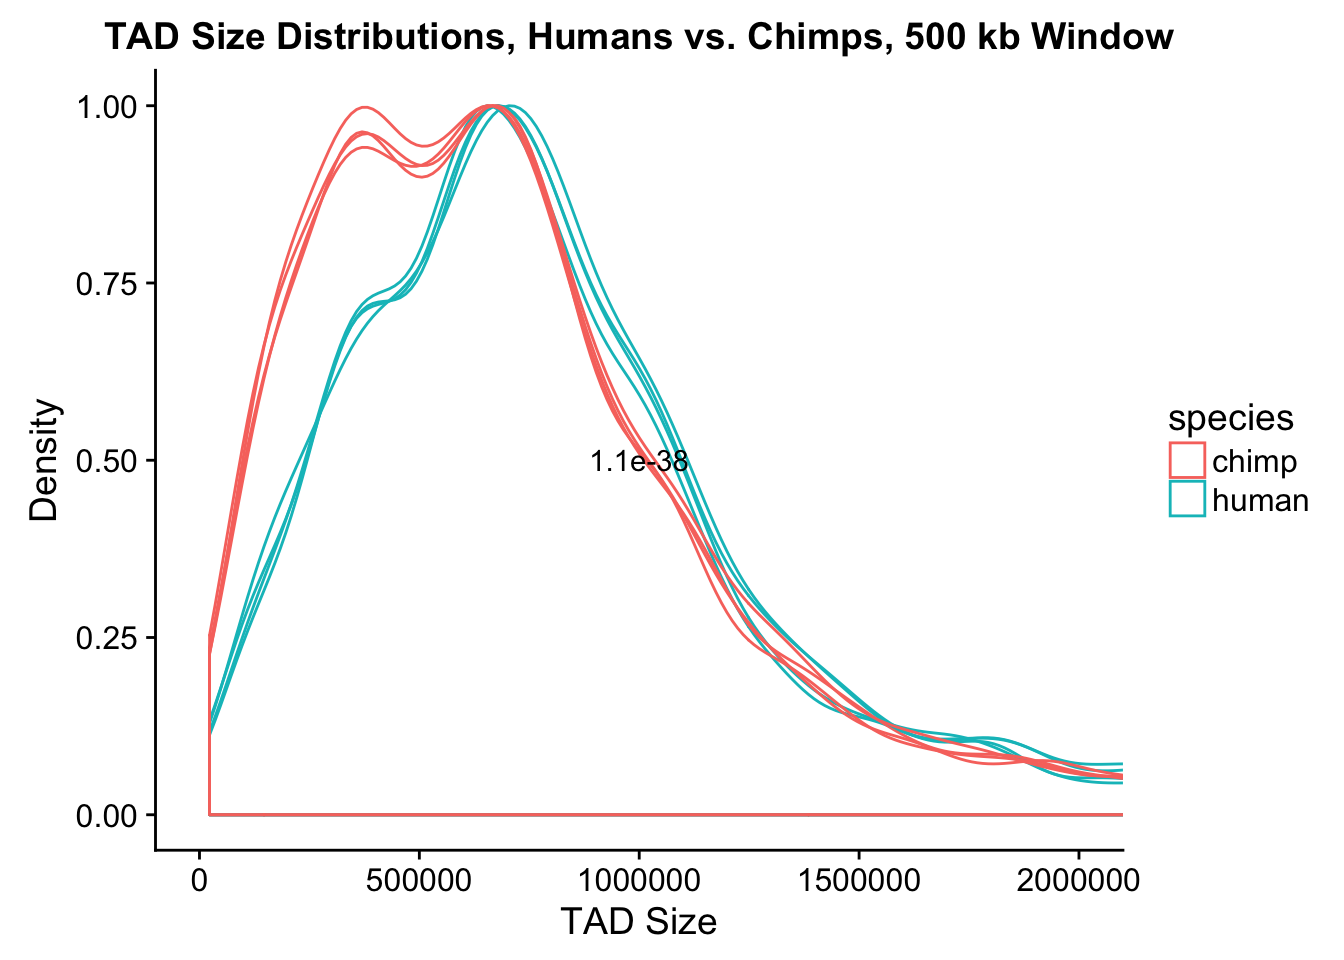 TAD Size Distributions, Humans vs. Chimps, 500 kb Window
1.00
0.75
0.50
0.25
0.00
Density
1.1e-38
0
500000
1000000
1500000
2000000
TAD Size
species
chimp
human